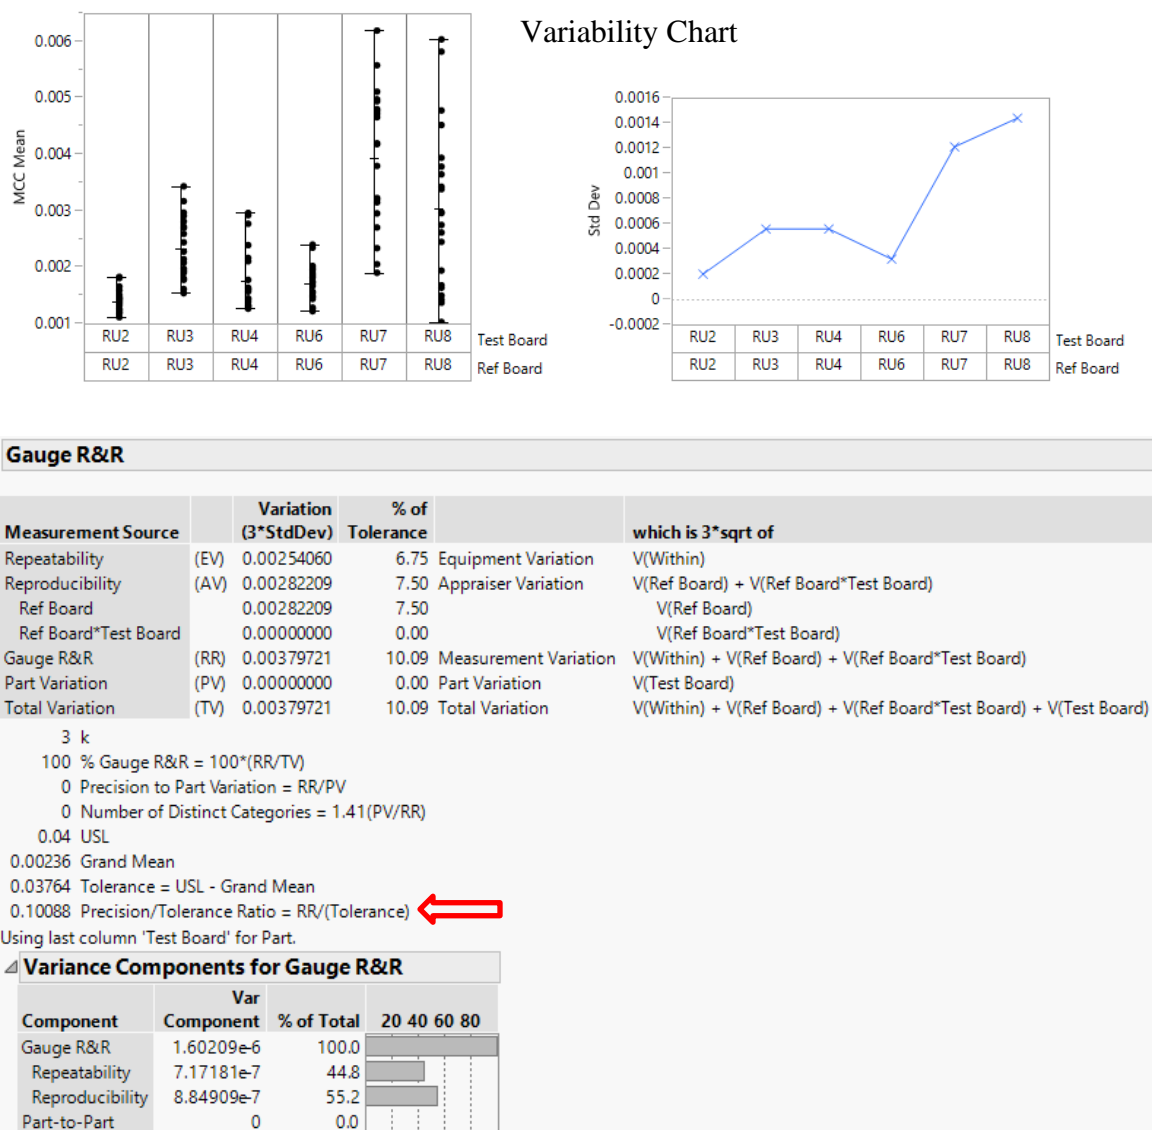 Variability Chart
0.006
0.005
0.004
0.003
0.002
0.001
MCC Mean
RU2 RU3 RU4 RU6 RU7 RU8 Test Board
RU2 RU3 RU4 RU6 RU7 RU8 Ref Board
0.0016
0.0014
0.0012
0.001
0.0008
0.0006
0.0004
0.0002
0
-0.0002
Std Dev
RU2 RU3 RU4 RU6 RU7 RU8 Test Board
RU2 RU3 RU4 RU6 RU7 RU8 Ref Board
Gauge R&R
Variation % of
Measurement Source (3*StdDev) Tolerance which is 3*sqrt of
Repeatability (EV) 0.00254060 6.75 Equipment Variation V(Within)
Reproducibility (AV) 0.00282209 7.50 Appraiser Variation V(Ref Board) + V(Ref Board*Test Board)
Ref Board 0.00282209 7.50 V(Ref Board)
Ref Board*Test Board 0.00000000 0.00 V(Ref Board*Test Board)
Gauge R&R (RR) 0.00379721 10.09 Measurement Variation V(Within) + V(Ref Board) + V(Ref Board*Test Board)
Part Variation (PV) 0.00000000 0.00 Part Variation V(Test Board)
Total Variation (TV) 0.00379721 10.09 Total Variation V(Within) + V(Ref Board) + V(Ref Board*Test Board) + V(Test Board)
3 k
100 % Gauge R&R = 100*(RR/TV)
0 Precision to Part Variation = RR/PV
0 Number of Distinct Categories = 1.41(PV/RR)
0.04 USL
0.00236 Grand Mean
0.03764 Tolerance = USL - Grand Mean
0.10088 Precision/Tolerance Ratio = RR/(Tolerance)
Using last column 'Test Board' for Part.
Variance Components for Gauge R&R
Var
Component Component % of Total 20 40 60 80
Gauge R&R 1.60209e-6 100.0
Repeatability 7.17181e-7 44.8
Reproducibility 8.84909e-7 55.2
Part-to-Part 0 0.0